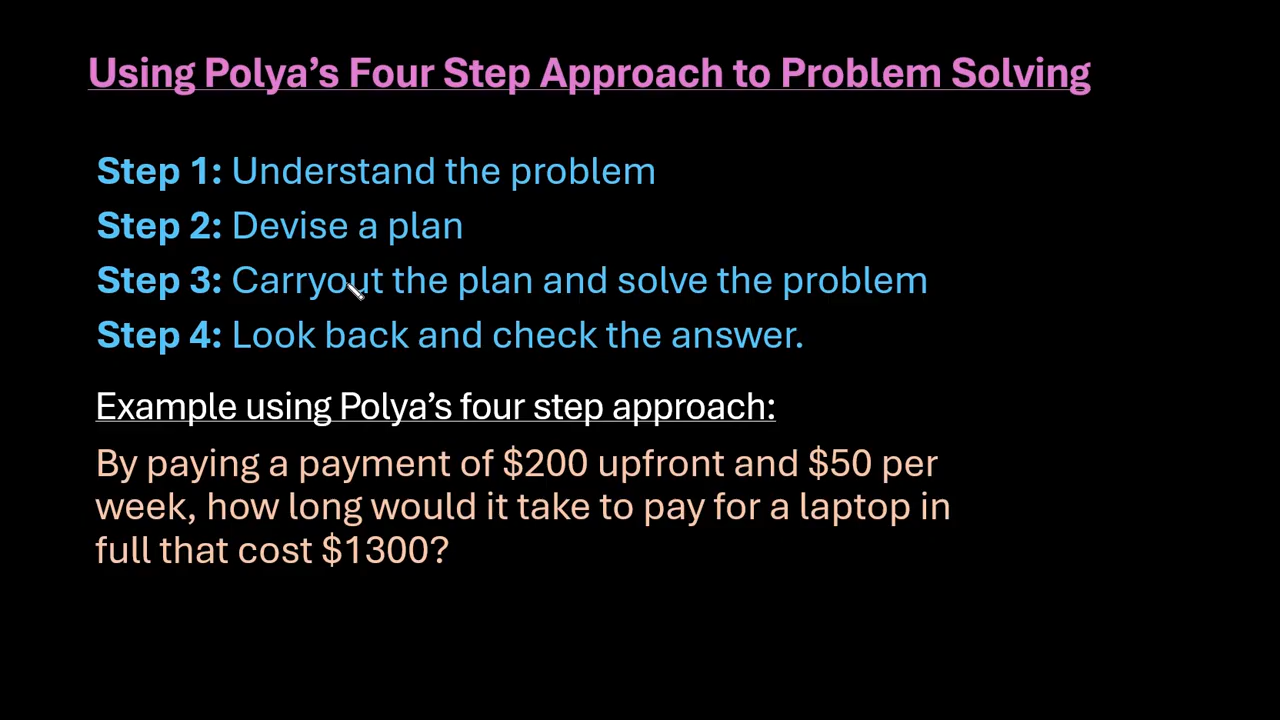 Using Polya’s Four Step Approach to Problem Solving
Step 1: Understand the problem
Step 2: Devise a plan
Step 3: Carryout the plan and solve the problem
Step 4: Look back and check the answer.
Example using Polya’s four step approach:
By paying a payment of $200 upfront and $50 per
week, how long would it take to pay for a laptop in
full that cost $1300?